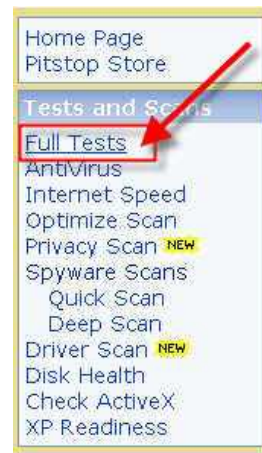 Home Page
Pitstop Store
Tests and Scans
Full Tests
AntiVirus
Internet Speed
Optimize Scan
Privacy Scan NEW
Spyware Scans
Quick Scan
Deep Scan
Driver Scan NEW
Disk Health
Check ActiveX
XP Readiness